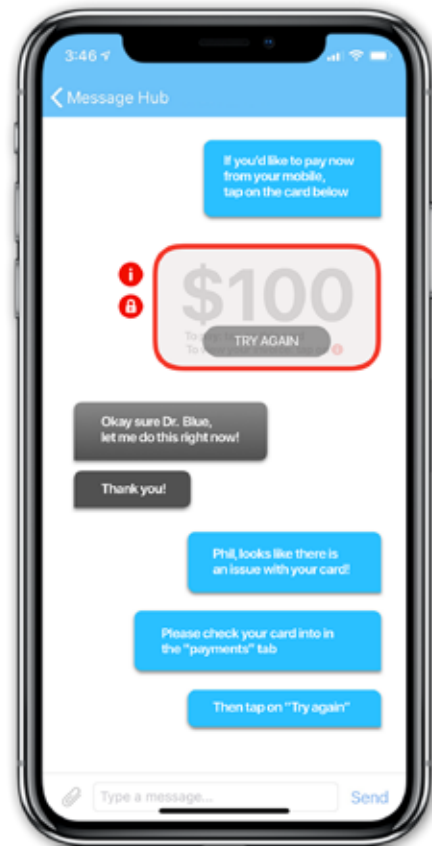 3:46
Message Hub
If you'd like to pay now
from your mobile,
tap on the card below
$100
TRY AGAIN
Okay sure Dr. Blue,
let me do this right now!
Thank you!
Phil, looks like there is
an issue with your card!
Please check your card into in
the "payments" tab
Then tap on "Try again"
Type a message...
Send